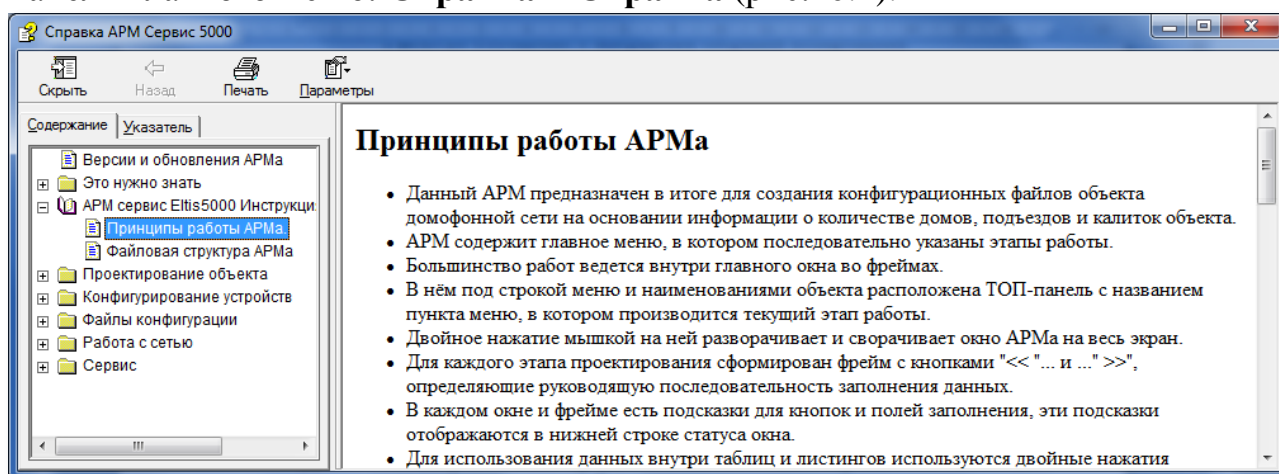 Справка АРМ Сервис 5000
Скрыть Назад Печать Параметры
Содержание Указатель
Версии и обновления АРМа
Это нужно знать
АРМ сервис Eltis5000 Инструкци
Принципы работы АРМа.
Файловая структура АРМа
Проектирование объекта
Конфигурирование устройств
Файлы конфигурации
Работа с сетью
Сервис
Принципы работы АРМа
• Данный АРМ предназначен в итоге для создания конфигурационных файлов объекта
домофонной сети на основании информации о количестве домов, подъездов и калиток объекта.
• АРМ содержит главное меню, в котором последовательно указаны этапы работы.
• Большинство работ ведется внутри главного окна во фреймах.
• В нём под строкой меню и наименованиями объекта расположена ТОП-панель с названием
пункта меню, в котором производится текущий этап работы.
• Двойное нажатие мышкой на ней разворачивает и сворачивает окно АРМа на весь экран.
• Для каждого этапа проектирования сформирован фрейм с кнопками "<< "... и ..." >>",
определяющие руководящую последовательность заполнения данных.
• В каждом окне и фрейме есть подсказки для кнопок и полей заполнения, эти подсказки
отображаются в нижней строке статуса окна.
• Для использования данных внутри таблиц и листингов используются двойные нажатия